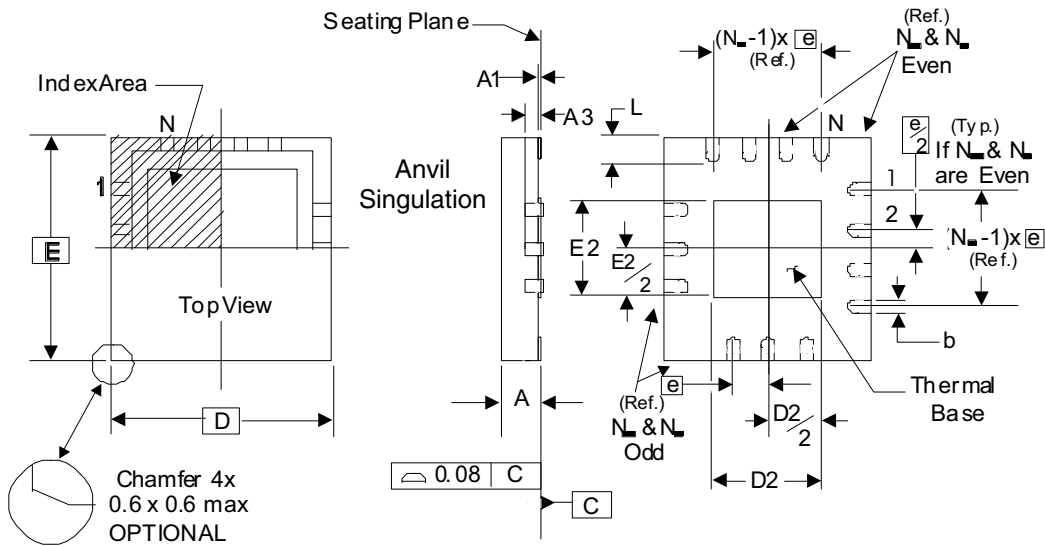 Seating Plane
(Ref.)
N & N
Even
(N -1)x e
(Ref.)
Index Area
A1
A3
L
N
N
e/2
(Typ.)
If N & N
are Even
Anvil
Singulation
1
1
2
E
E2
E2/2
(N -1)x e
(Ref.)
Top View
b
A
e
Thermal
Base
D
(Ref.)
N & N
Odd
D2/2
D2
0.08 C
C
Chamfer 4x
0.6 x 0.6 max
OPTIONAL